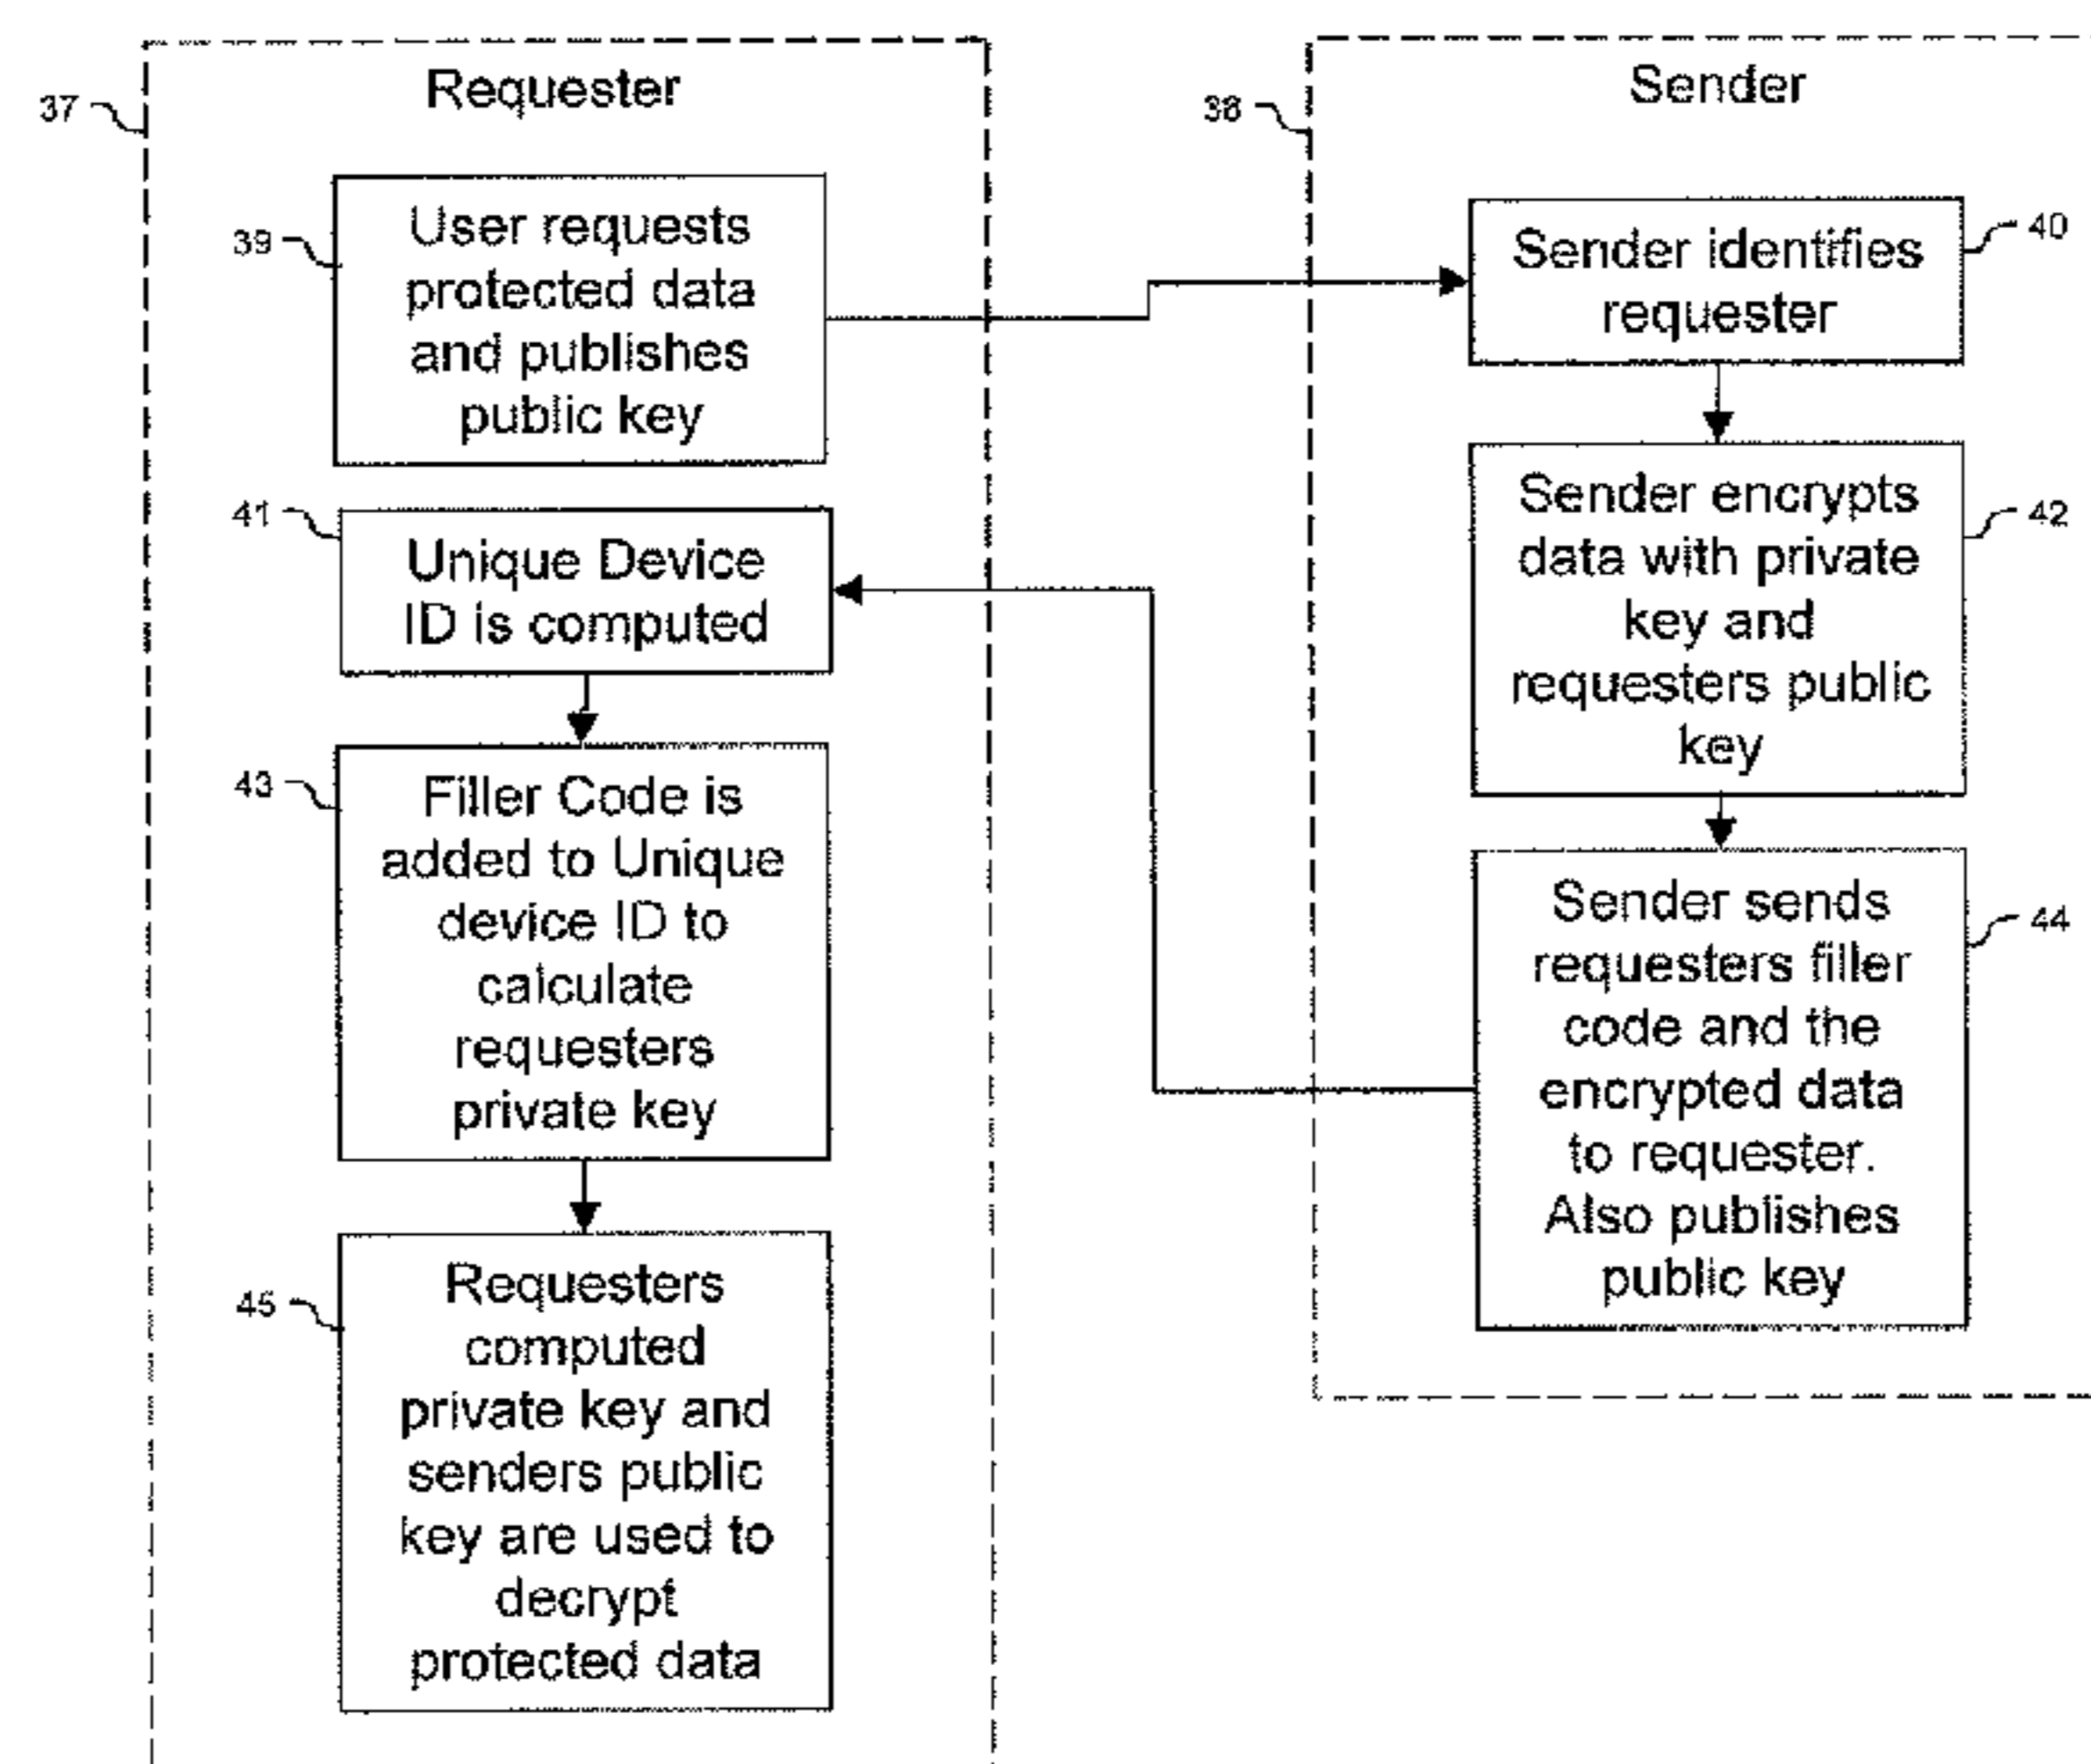 Requester
37
39
User requests
protected data
and publishes
public key
41
Unique Device
ID is computed
43
Filler Code is
added to Unique
device ID to
calculate
requesters
private key
45
Requesters
computed
private key and
senders public
key are used to
decrypt
protected data
Sender
38
40
Sender identifies
requester
42
Sender encrypts
data with private
key and
requesters public
key
44
Sender sends
requesters filler
code and the
encrypted data
to requester.
Also publishes
public key